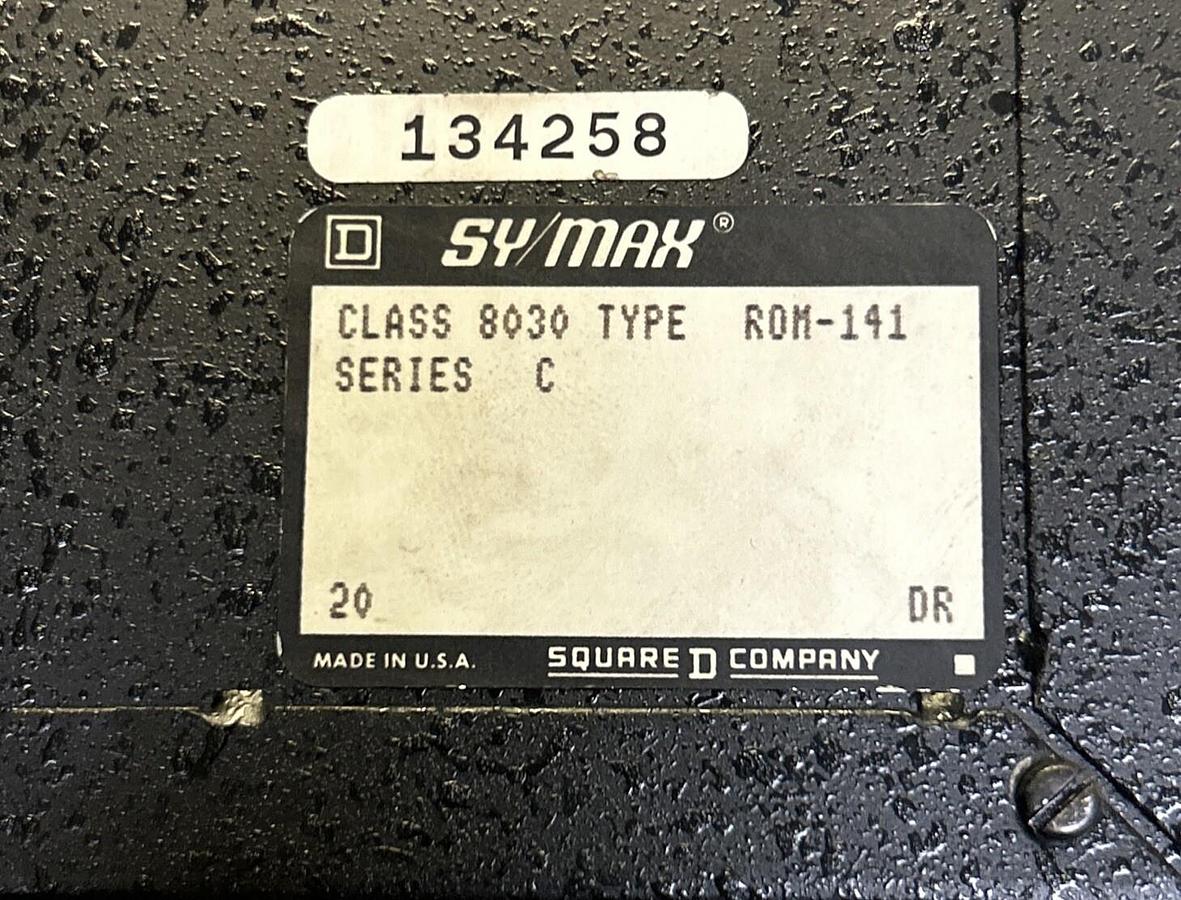 134258
D SY/MAX®
CLASS 8030 TYPE ROM-141
SERIES C
20 DR
MADE IN U.S.A. SQUARE D COMPANY